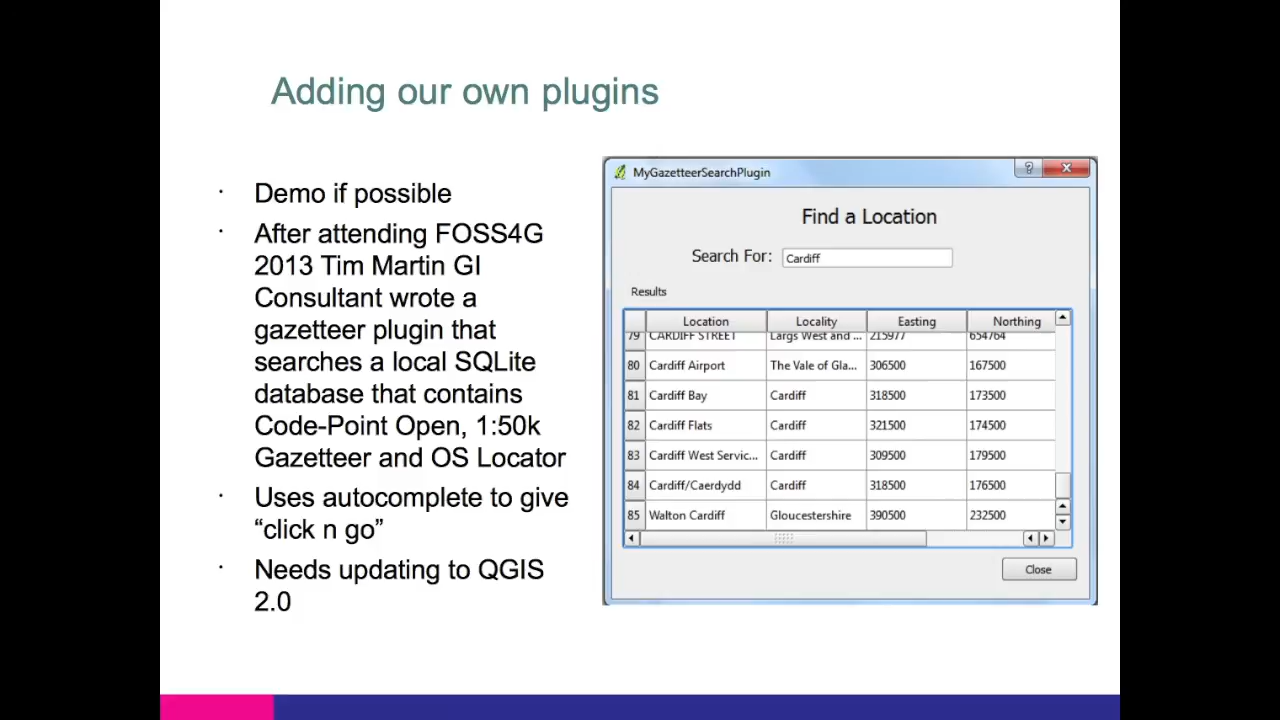 Adding our own plugins
· Demo if possible
· After attending FOSS4G
2013 Tim Martin GI
Consultant wrote a
gazetteer plugin that
searches a local SQLite
database that contains
Code-Point Open, 1:50k
Gazetteer and OS Locator
· Uses autocomplete to give
“click n go”
· Needs updating to QGIS
2.0
MyGazetteerSearchPlugin
Find a Location
Search For: Cardiff
Results
Location Locality Easting Northing
79 CARDIFF STREET Largs West and ... 215977 654764
80 Cardiff Airport The Vale of Gla... 306500 167500
81 Cardiff Bay Cardiff 318500 173500
82 Cardiff Flats Cardiff 321500 174500
83 Cardiff West Servic... Cardiff 309500 179500
84 Cardiff/Caerdydd Cardiff 318500 176500
85 Walton Cardiff Gloucestershire 390500 232500
Close